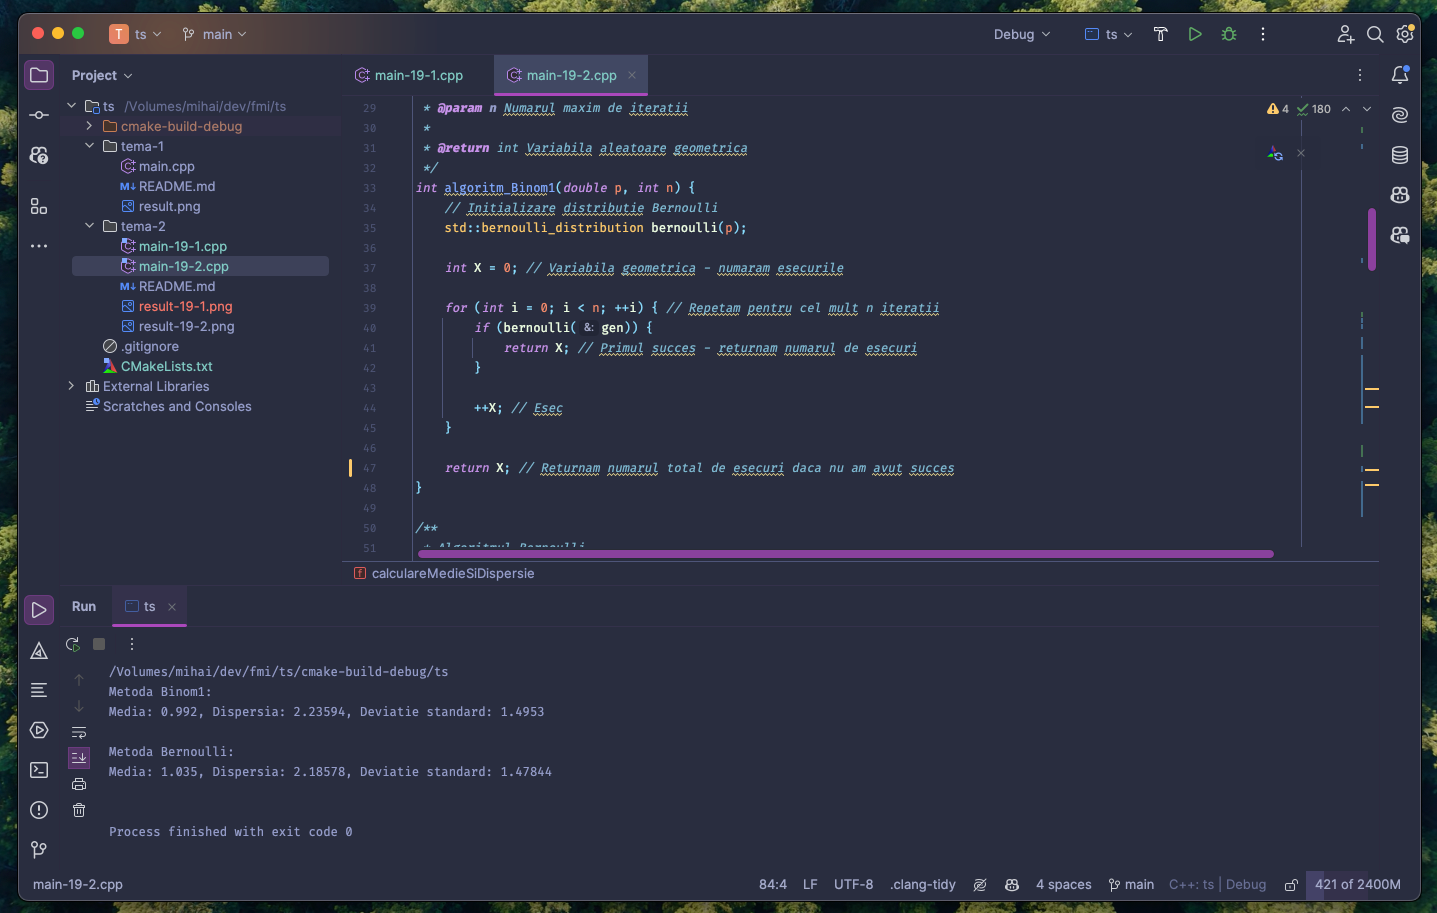 T ts main Debug ts
Project
ts /Volumes/mihai/dev/fmi/ts
cmake-build-debug
tema-1
main.cpp
M↓ README.md
result.png
tema-2
main-19-1.cpp
main-19-2.cpp
M↓ README.md
result-19-1.png
result-19-2.png
.gitignore
CMakeLists.txt
External Libraries
Scratches and Consoles
main-19-1.cpp main-19-2.cpp
4 180
29 * @param n Numarul maxim de iteratii
30 *
31 * @return int Variabila aleatoare geometrica
32 */
33 int algoritm_Binom1(double p, int n) {
34 // Initializare distributie Bernoulli
35 std::bernoulli_distribution bernoulli(p);
36
37 int X = 0; // Variabila geometrica - numaram esecurile
38
39 for (int i = 0; i < n; ++i) { // Repetam pentru cel mult n iteratii
40 if (bernoulli( &: gen)) {
41 return X; // Primul succes - returnam numarul de esecuri
42 }
43
44 ++X; // Esec
45 }
46
47 return X; // Returnam numarul total de esecuri daca nu am avut succes
48 }
49
50 /**
51 * Algoritmul Bernoulli
f calculareMedieSiDispersie
Run ts
/Volumes/mihai/dev/fmi/ts/cmake-build-debug/ts
Metoda Binom1:
Media: 0.992, Dispersia: 2.23594, Deviatie standard: 1.4953
Metoda Bernoulli:
Media: 1.035, Dispersia: 2.18578, Deviatie standard: 1.47844
Process finished with exit code 0
main-19-2.cpp 84:4 LF UTF-8 .clang-tidy 4 spaces main C++: ts | Debug 421 of 2400M